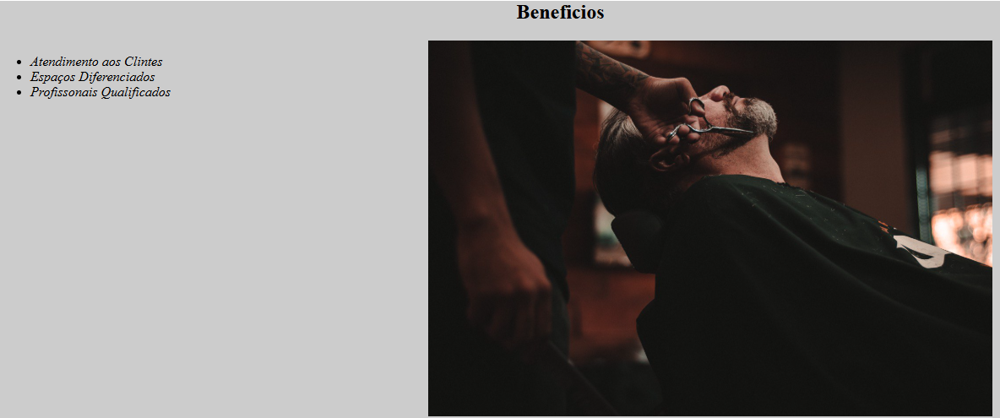 Beneficios
Atendimento aos Clintes
Espaços Diferenciados
Profissonais Qualificados